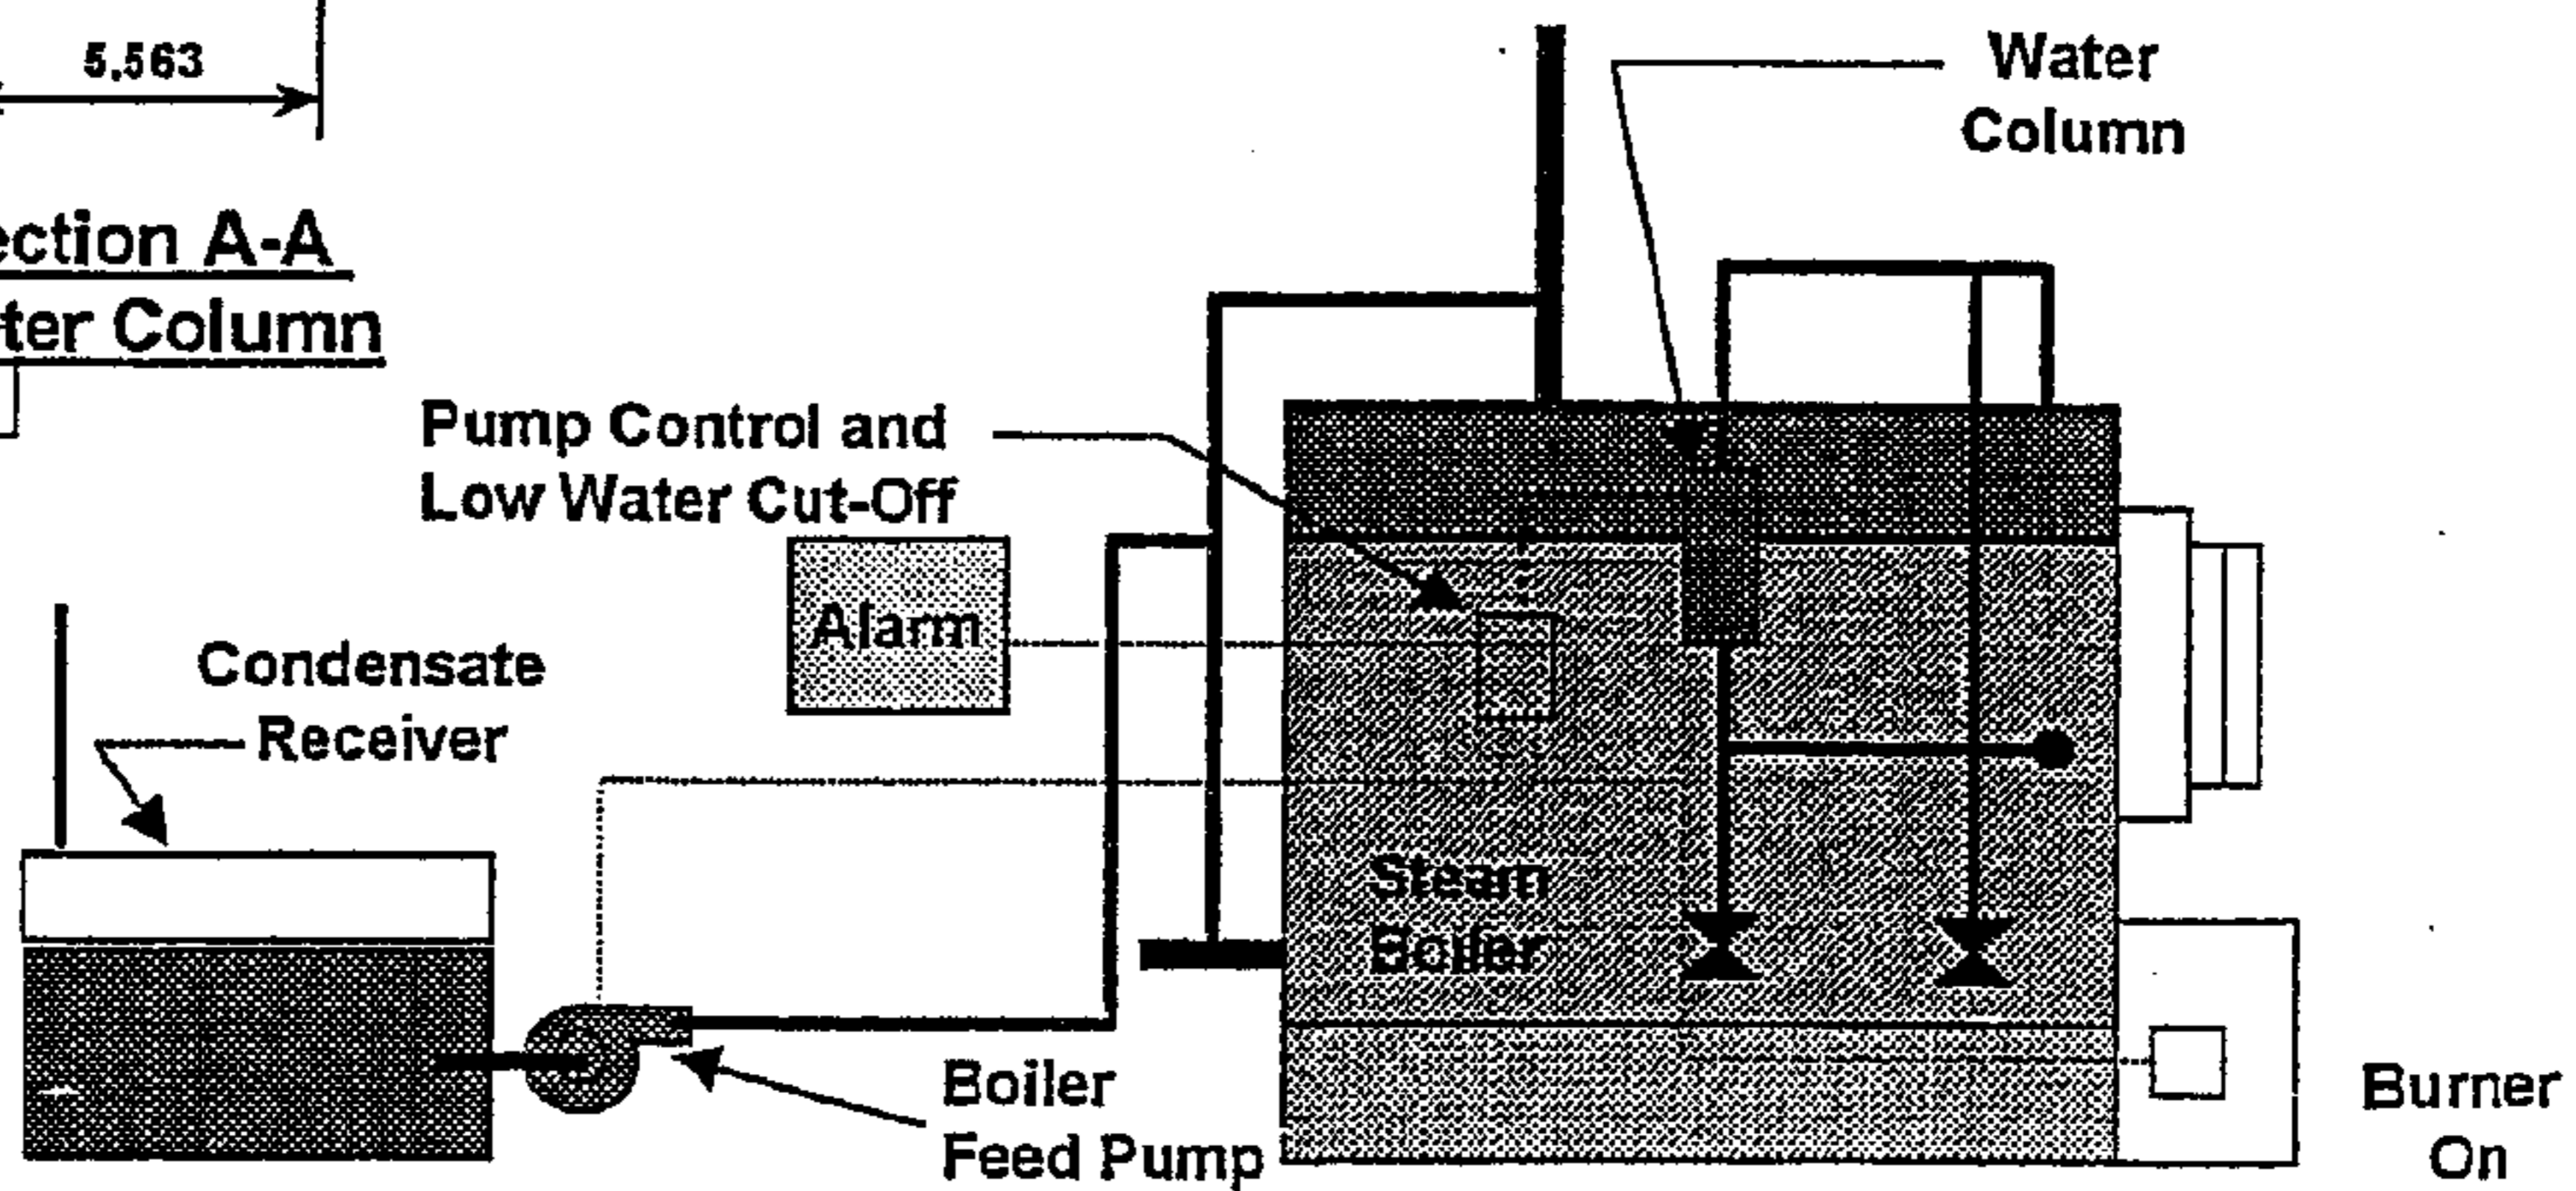 5.563
Water
Column
ection A-A
ter Column
Pump Control and
Low Water Cut-Off
Alarm
Condensate
Receiver
Steam
Boiler
Boiler
Feed Pump
Burner
On